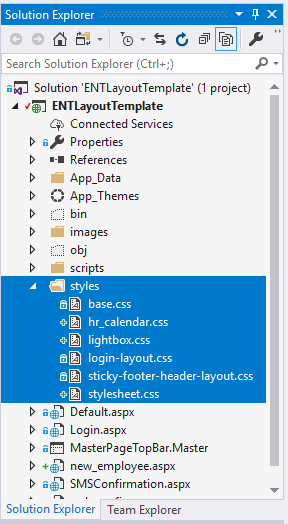 Solution Explorer
Search Solution Explorer (Ctrl+;)
Solution 'ENTLayoutTemplate' (1 project)
ENTLayoutTemplate
Connected Services
Properties
References
App_Data
App_Themes
bin
images
obj
scripts
styles
base.css
hr_calendar.css
lightbox.css
login-layout.css
sticky-footer-header-layout.css
stylesheet.css
Default.aspx
Login.aspx
MasterPageTopBar.Master
new_employee.aspx
SMSConfirmation.aspx
Solution Explorer Team Explorer